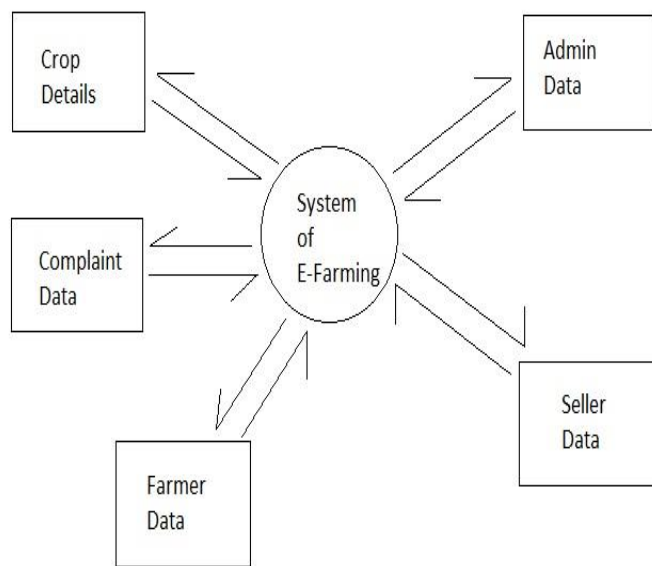 Crop
Details
Admin
Data
System
of
E-Farming
Complaint
Data
Seller
Data
Farmer
Data